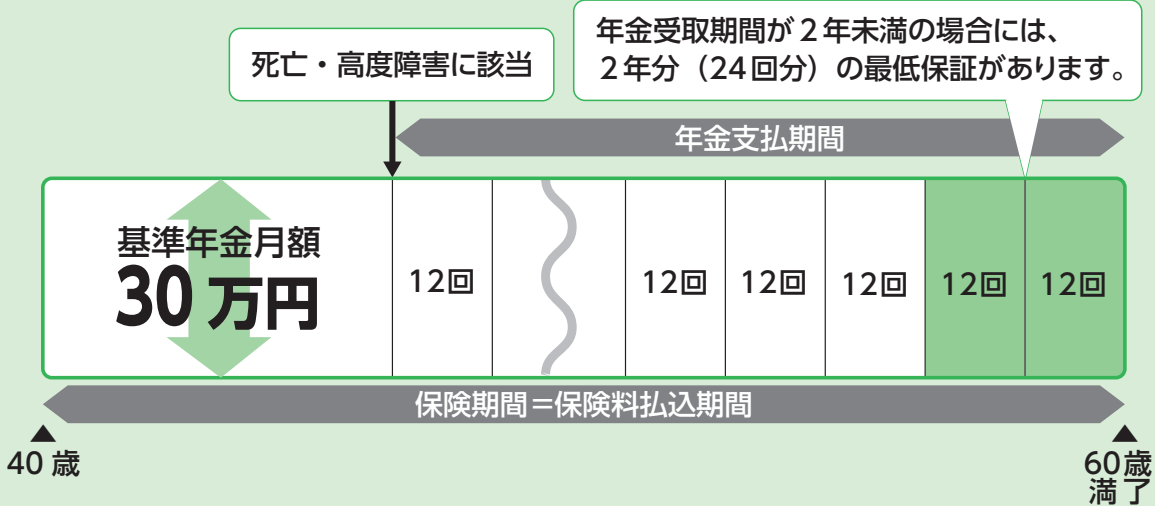 死亡・高度障害に該当
年金受取期間が2年未満の場合には、
2年分（24回分）の最低保証があります。
年金支払期間
基準年金月額
30万円
12回
12回
12回
12回
12回
12回
保険期間＝保険料払込期間
40歳
60歳
満了